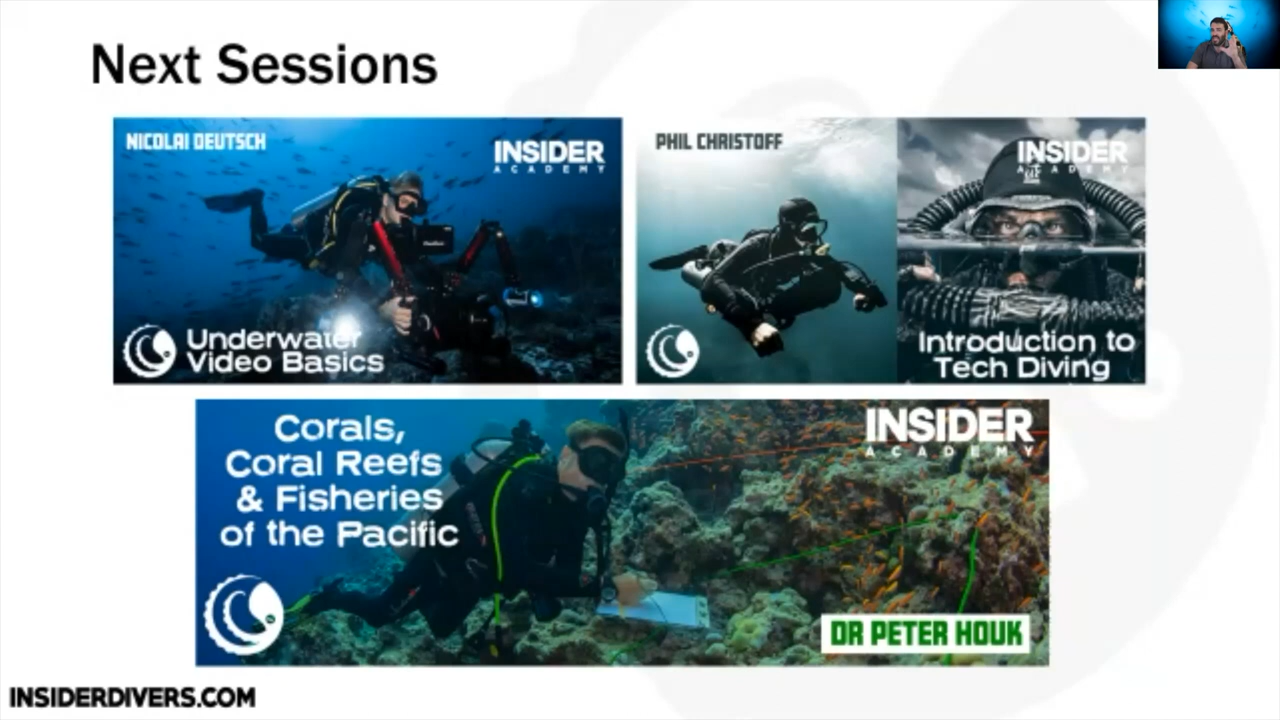 Next Sessions
NICOLAI DEUTSCH
INSIDER
ACADEMY
Underwater
Video Basics
PHIL CHRISTOFF
INSIDER
ACADEMY
Introduction to
Tech Diving
Corals,
Coral Reefs
& Fisheries
of the Pacific
INSIDER
ACADEMY
DR PETER HOUK
INSIDERDIVERS.COM